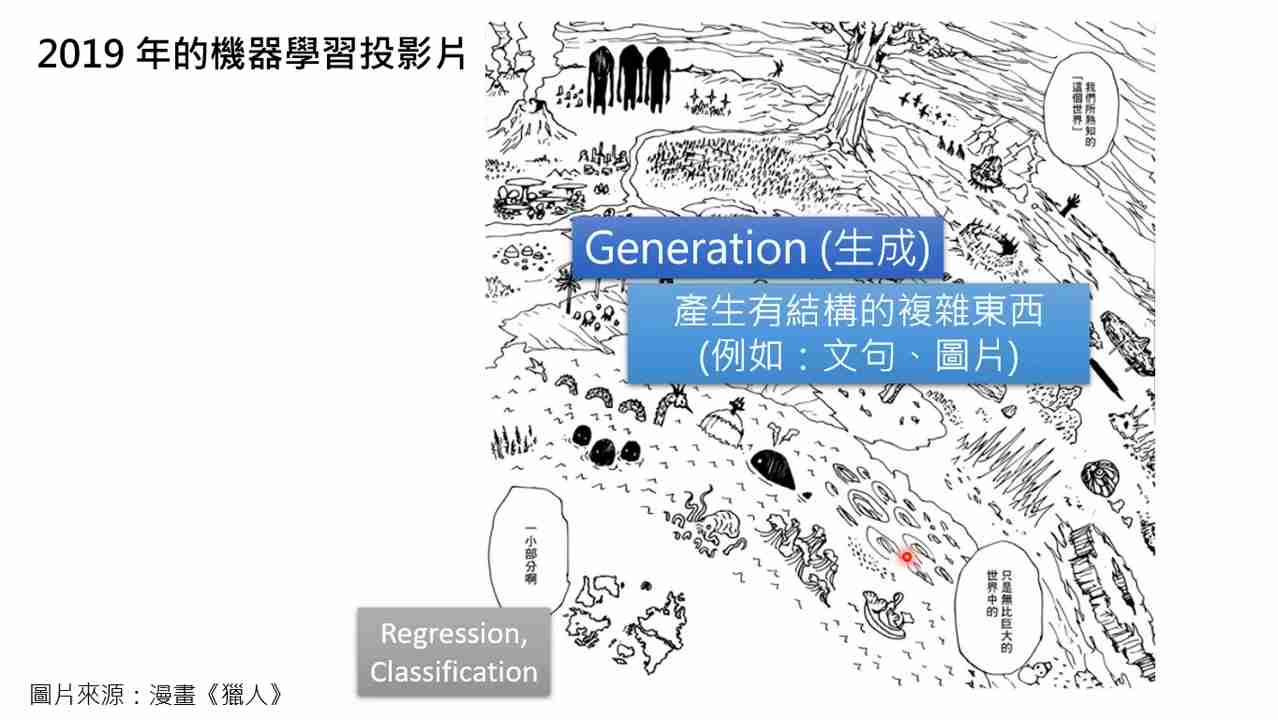 2019 年的機器學習投影片
我們所熟知的
「這個世界」
Generation (生成)
產生有結構的複雜東西
(例如：文句、圖片)
只是無比巨大的
世界中的
一小部分啊
Regression,
Classification
圖片來源：漫畫《獵人》